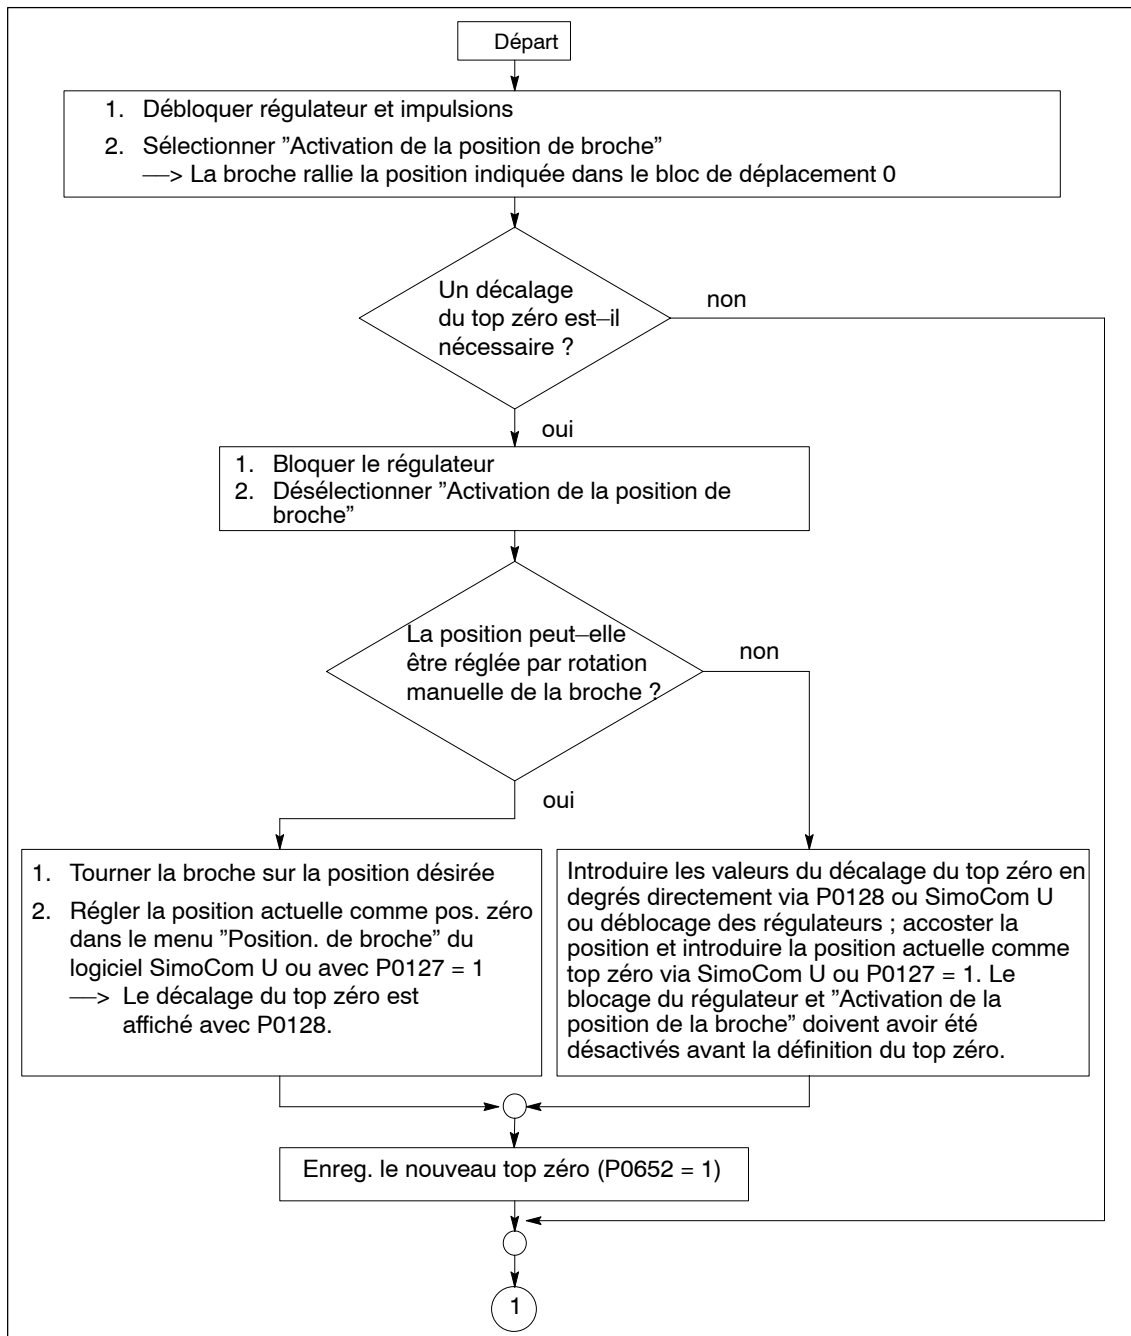 Départ
1. Débloquer régulateur et impulsions
2. Sélectionner ”Activation de la position de broche”
—> La broche rallie la position indiquée dans le bloc de déplacement 0
Un décalage
du top zéro est–il
nécessaire ?
non
oui
1. Bloquer le régulateur
2. Désélectionner ”Activation de la position de
broche”
La position peut–elle
être réglée par rotation
manuelle de la broche ?
non
oui
1. Tourner la broche sur la position désirée
2. Régler la position actuelle comme pos. zéro
dans le menu ”Position. de broche” du
logiciel SimoCom U ou avec P0127 = 1
—> Le décalage du top zéro est
affiché avec P0128.
Introduire les valeurs du décalage du top zéro en
degrés directement via P0128 ou SimoCom U
ou déblocage des régulateurs ; accoster la
position et introduire la position actuelle comme
top zéro via SimoCom U ou P0127 = 1. Le
blocage du régulateur et ”Activation de la
position de la broche” doivent avoir été
désactivés avant la définition du top zéro.
Enreg. le nouveau top zéro (P0652 = 1)
1